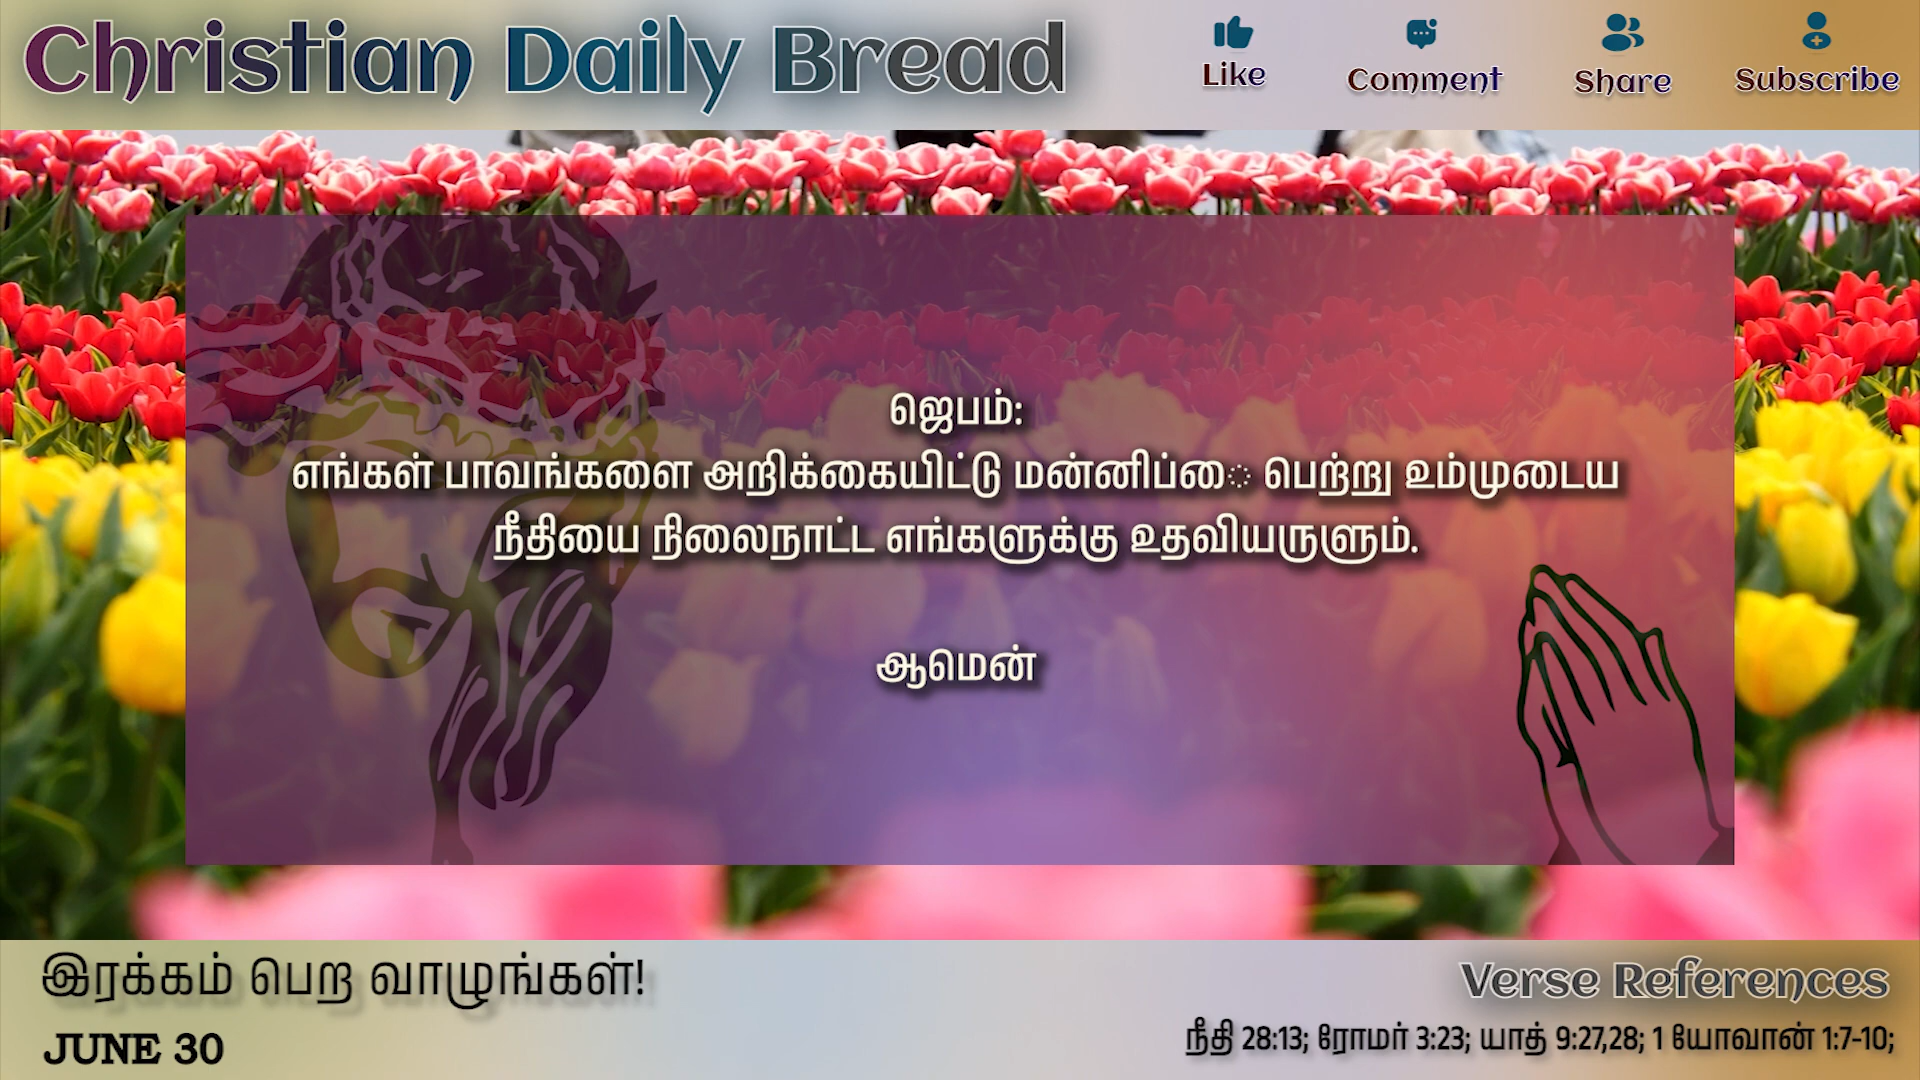 Christian Daily Bread
Like
Comment
Share
Subscribe
ஜெபம்:
எங்கள் பாவங்களை அறிக்கையிட்டு மன்னிப்ை பெற்று உம்முடைய
நீதியை நிலைநாட்ட எங்களுக்கு உதவியருளும்.
ஆமென்
இரக்கம் பெற வாழுங்கள்!
JUNE 30
Verse References
நீதி 28:13; ரோமர் 3:23; யாத் 9:27,28; 1 யோவான் 1:7-10;